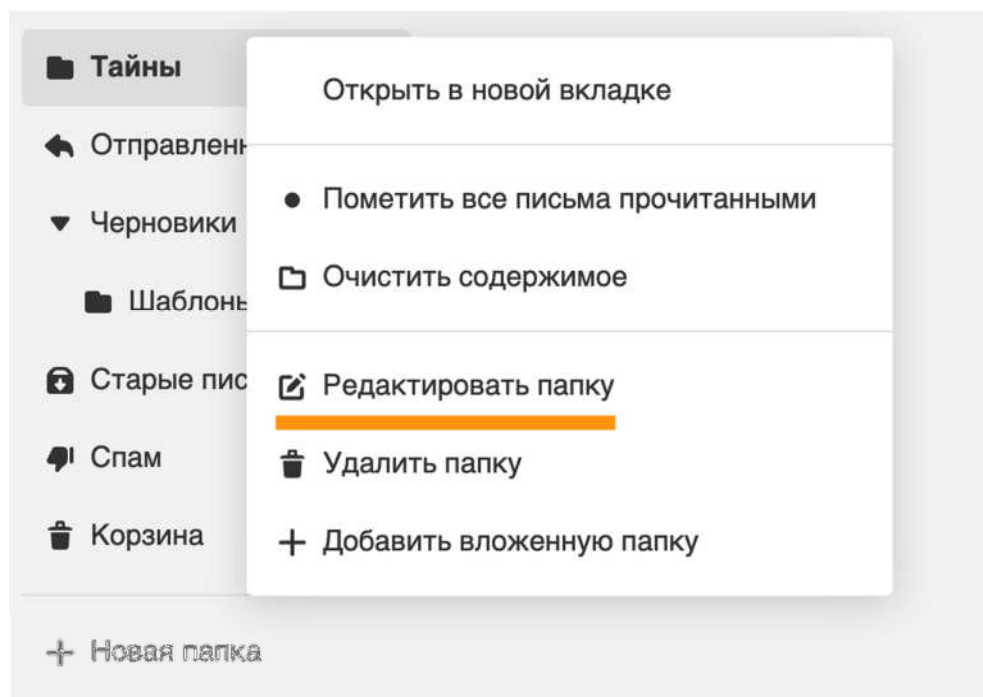 Тайны
Открыть в новой вкладке
Отправленн
Пометить все письма прочитанными
Черновики
Очистить содержимое
Шаблоны
Старые пис
Редактировать папку
Спам
Удалить папку
Корзина
Добавить вложенную папку
Новая папка